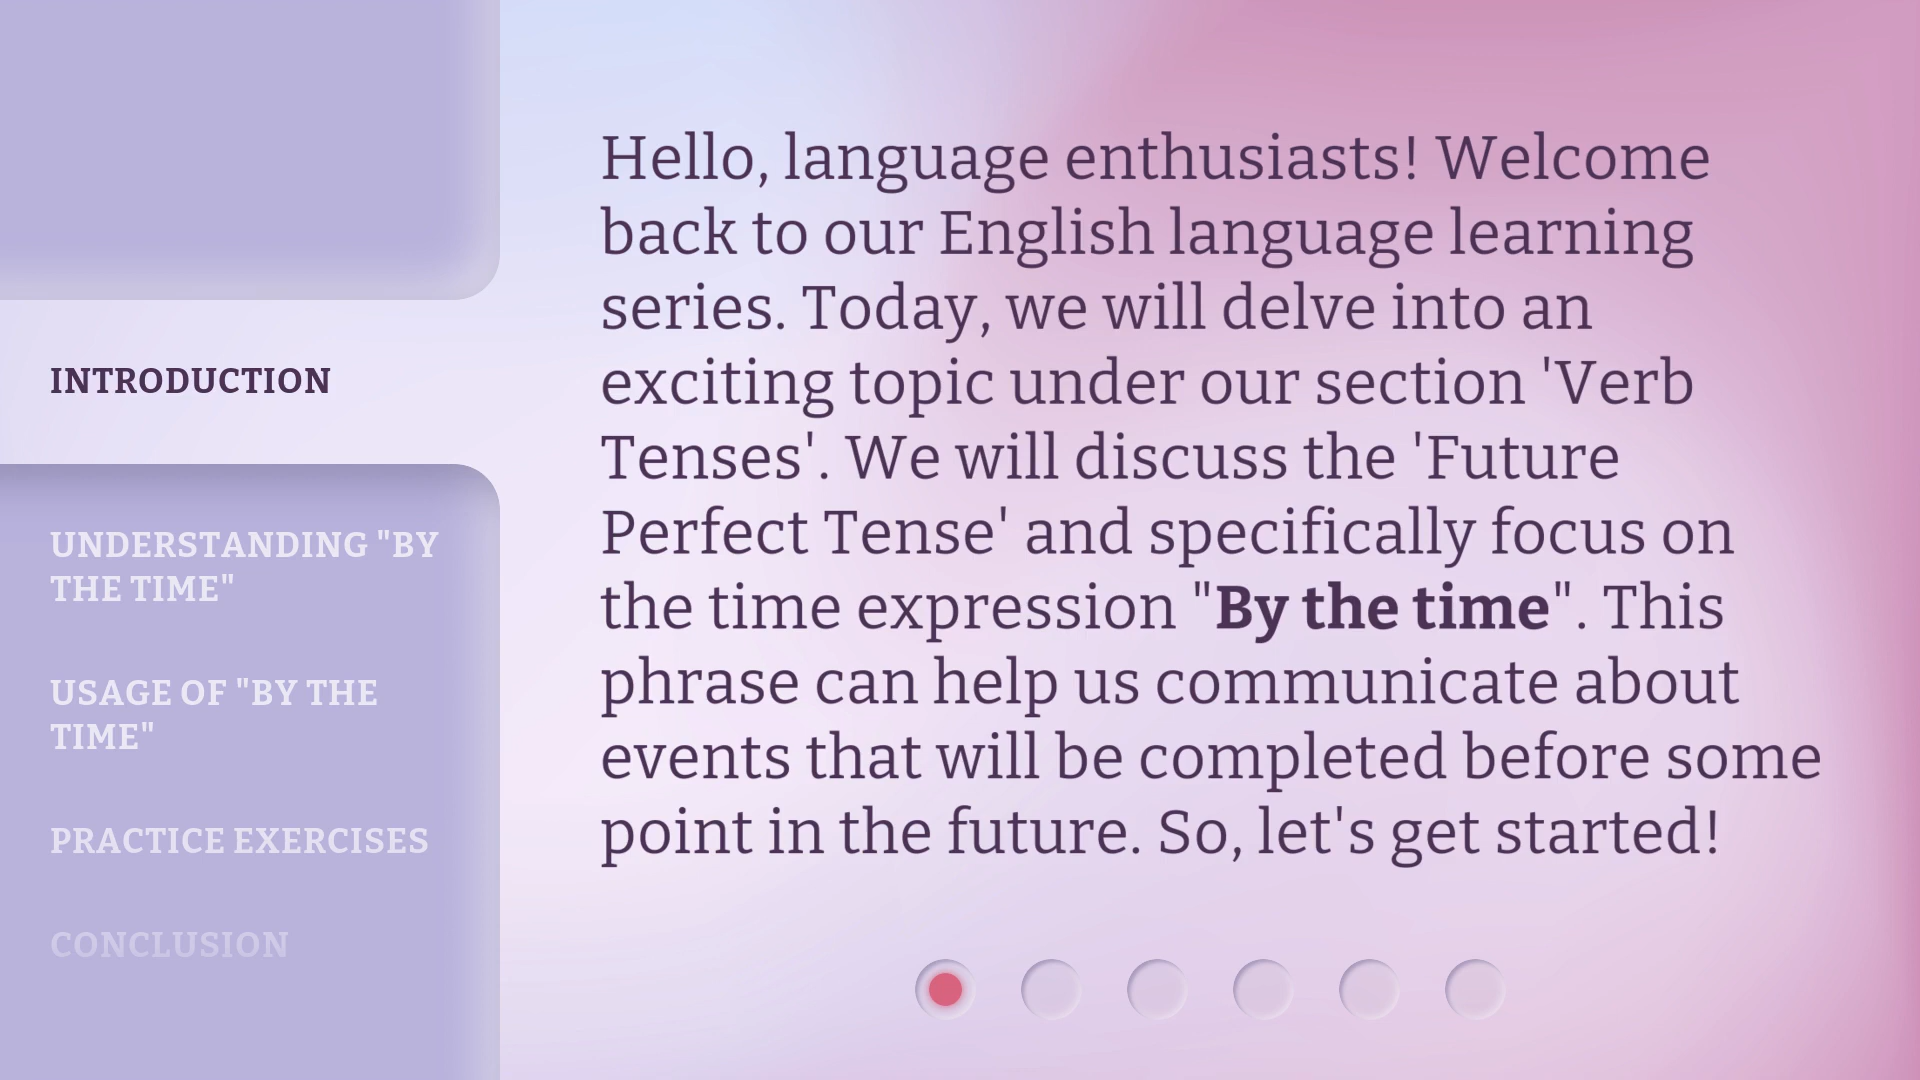 INTRODUCTION
UNDERSTANDING "BY
THE TIME"
USAGE OF "BY THE
TIME"
PRACTICE EXERCISES
CONCLUSION
Hello, language enthusiasts! Welcome
back to our English language learning
series. Today, we will delve into an
exciting topic under our section 'Verb
Tenses'. We will discuss the 'Future
Perfect Tense' and specifically focus on
the time expression "By the time". This
phrase can help us communicate about
events that will be completed before some
point in the future. So, let's get started!